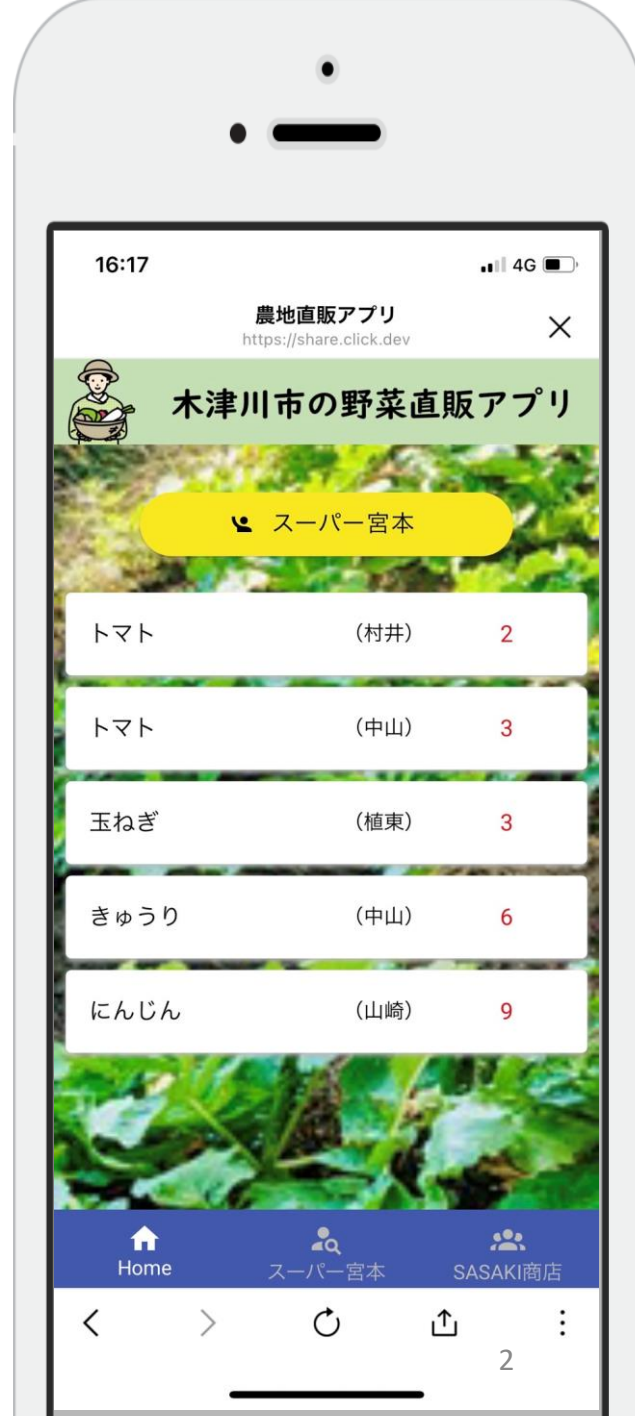 16:17 4G
農地直販アプリ
https://share.click.dev
木津川市の野菜直販アプリ
スーパー宮本
トマト （村井） 2
トマト （中山） 3
玉ねぎ （植東） 3
きゅうり （中山） 6
にんじん （山崎） 9
Home スーパー宮本 SASAKI商店
2